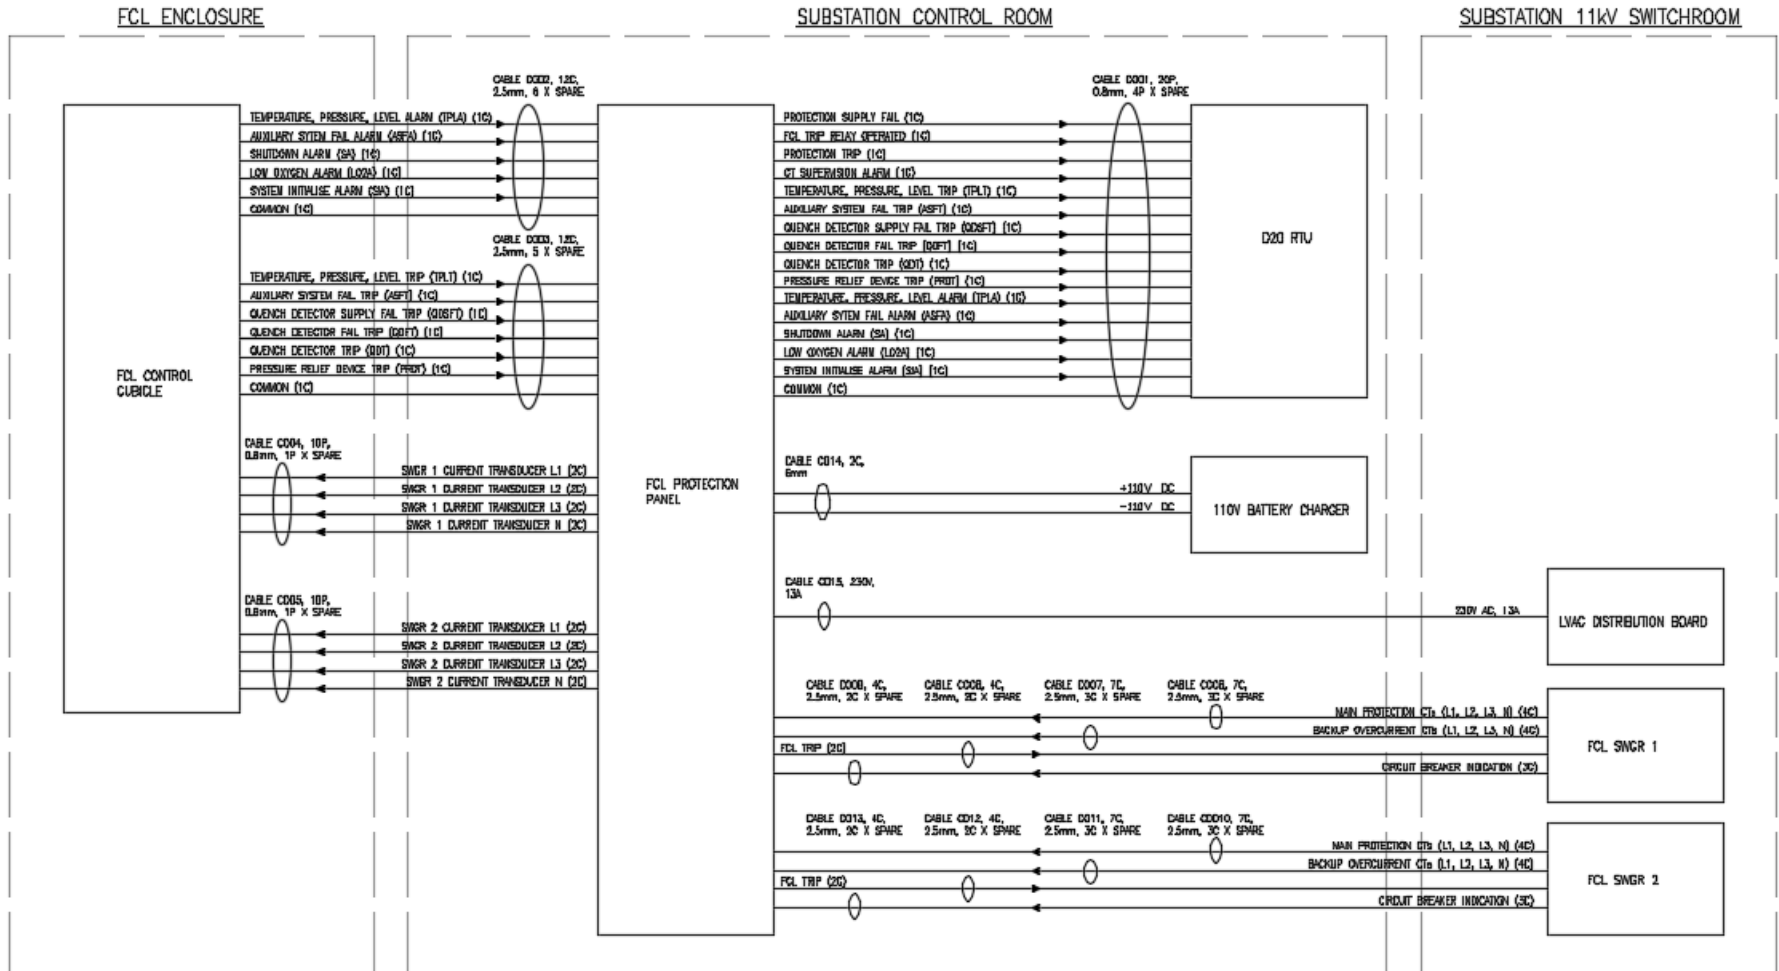 FCL ENCLOSURE
SUBSTATION CONTROL ROOM
SUBSTATION 11kV SWITCHROOM
CABLE C002, 12C,
2.5mm, 6 X SPARE
TEMPERATURE, PRESSURE, LEVEL ALARM (TPLA) (1C)
AUXILIARY SYTEM FAIL ALARM (ASFA) (1C)
SHUTDOWN ALARM (SA) (1C)
LOW OXYGEN ALARM (LO2A) (1C)
SYSTEM INITIALISE ALARM (SIA) (1C)
COMMON (1C)
CABLE C003, 12C,
2.5mm, 5 X SPARE
TEMPERATURE, PRESSURE, LEVEL TRIP (TPLT) (1C)
AUXILIARY SYSTEM FAIL TRIP (ASFT) (1C)
QUENCH DETECTOR SUPPLY FAIL TRIP (QDSFT) (1C)
QUENCH DETECTOR FAIL TRIP (QDFT) (1C)
QUENCH DETECTOR TRIP (QDT) (1C)
PRESSURE RELIEF DEVICE TRIP (PRDT) (1C)
COMMON (1C)
FCL CONTROL
CUBICLE
CABLE C004, 10P,
0.8mm, 1P X SPARE
SWGR 1 CURRENT TRANSDUCER L1 (2C)
SWGR 1 CURRENT TRANSDUCER L2 (2C)
SWGR 1 CURRENT TRANSDUCER L3 (2C)
SWGR 1 CURRENT TRANSDUCER N (2C)
CABLE C005, 10P,
0.8mm, 1P X SPARE
SWGR 2 CURRENT TRANSDUCER L1 (2C)
SWGR 2 CURRENT TRANSDUCER L2 (2C)
SWGR 2 CURRENT TRANSDUCER L3 (2C)
SWGR 2 CURRENT TRANSDUCER N (2C)
FCL PROTECTION
PANEL
CABLE C001, 20P,
0.8mm, 4P X SPARE
PROTECTION SUPPLY FAIL (1C)
FCL TRIP RELAY OPERATED (1C)
PROTECTION TRIP (1C)
CT SUPERVISION ALARM (1C)
TEMPERATURE, PRESSURE, LEVEL TRIP (TPLT) (1C)
AUXILIARY SYSTEM FAIL TRIP (ASFT) (1C)
QUENCH DETECTOR SUPPLY FAIL TRIP (QDSFT) (1C)
QUENCH DETECTOR FAIL TRIP (QDFT) (1C)
QUENCH DETECTOR TRIP (QDT) (1C)
PRESSURE RELIEF DEVICE TRIP (PRDT) (1C)
TEMPERATURE, PRESSURE, LEVEL ALARM (TPLA) (1C)
AUXILIARY SYTEM FAIL ALARM (ASFA) (1C)
SHUTDOWN ALARM (SA) (1C)
LOW OXYGEN ALARM (LO2A) (1C)
SYSTEM INITIALISE ALARM (SIA) (1C)
COMMON (1C)
D20 RTU
CABLE C014, 2C,
6mm
+110V DC
-110V DC
110V BATTERY CHARGER
CABLE C015, 230V,
13A
230V AC, 13A
LVAC DISTRIBUTION BOARD
CABLE C009, 4C,
2.5mm, 2C X SPARE
CABLE C008, 4C,
2.5mm, 2C X SPARE
CABLE C007, 7C,
2.5mm, 3C X SPARE
CABLE C006, 7C,
2.5mm, 3C X SPARE
MAIN PROTECTION CTs (L1, L2, L3, N) (4C)
BACKUP OVERCURRENT CTs (L1, L2, L3, N) (4C)
FCL TRIP (2C)
CIRCUIT BREAKER INDICATION (3C)
FCL SWGR 1
CABLE C013, 4C,
2.5mm, 2C X SPARE
CABLE C012, 4C,
2.5mm, 2C X SPARE
CABLE C011, 7C,
2.5mm, 3C X SPARE
CABLE C0010, 7C,
2.5mm, 3C X SPARE
MAIN PROTECTION CTs (L1, L2, L3, N) (4C)
BACKUP OVERCURRENT CTs (L1, L2, L3, N) (4C)
FCL TRIP (2C)
CIRCUIT BREAKER INDICATION (3C)
FCL SWGR 2